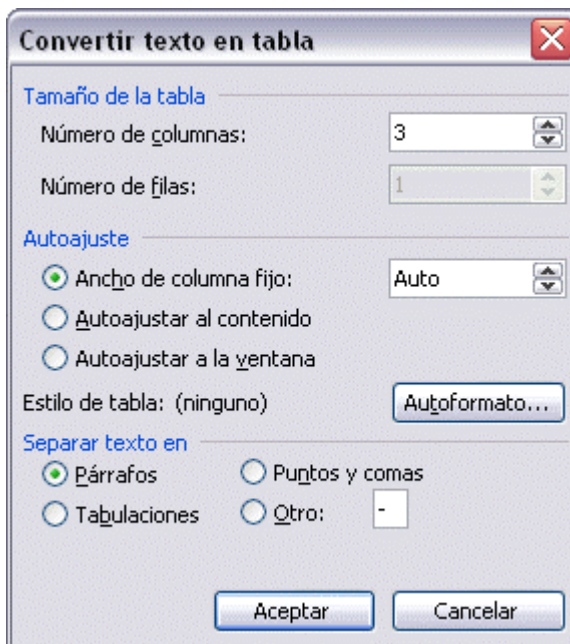 Convertir texto en tabla
Tamaño de la tabla
Número de columnas: 3
Número de filas: 1
Autoajuste
Ancho de columna fijo: Auto
Autoajustar al contenido
Autoajustar a la ventana
Estilo de tabla: (ninguno) Autoformato...
Separar texto en
Párrafos Puntos y comas
Tabulaciones Otro: -
Aceptar Cancelar